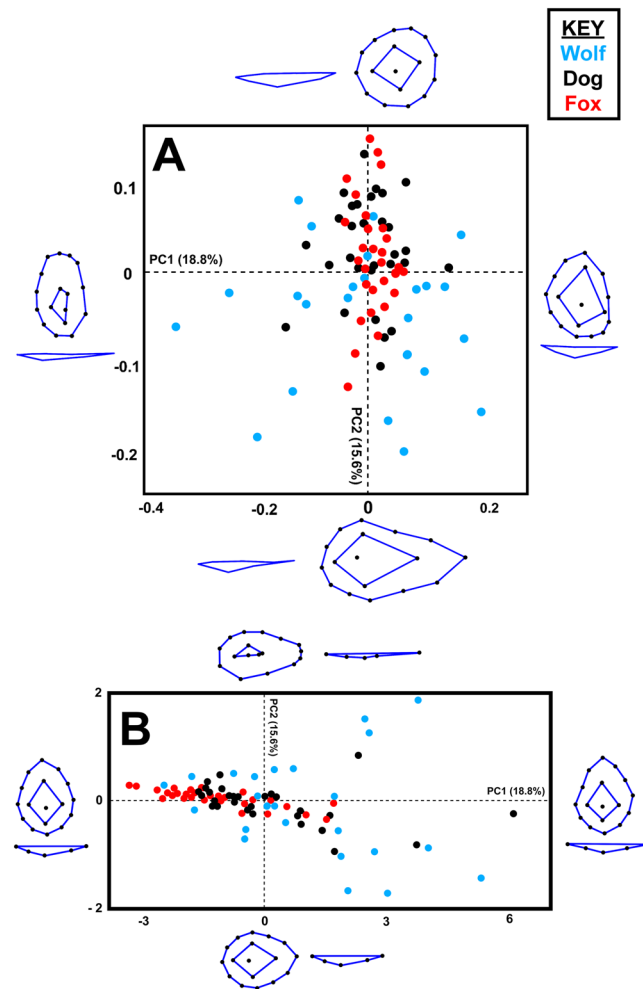 KEY
Wolf
Dog
Fox
A
0.1
0
-0.1
-0.2
PC1 (18.8%)
PC2 (15.6%)
-0.4
-0.2
0
0.2
B
2
0
- 2
PC2 (15.6%)
PC1 (18.8%)
-3
0
3
6